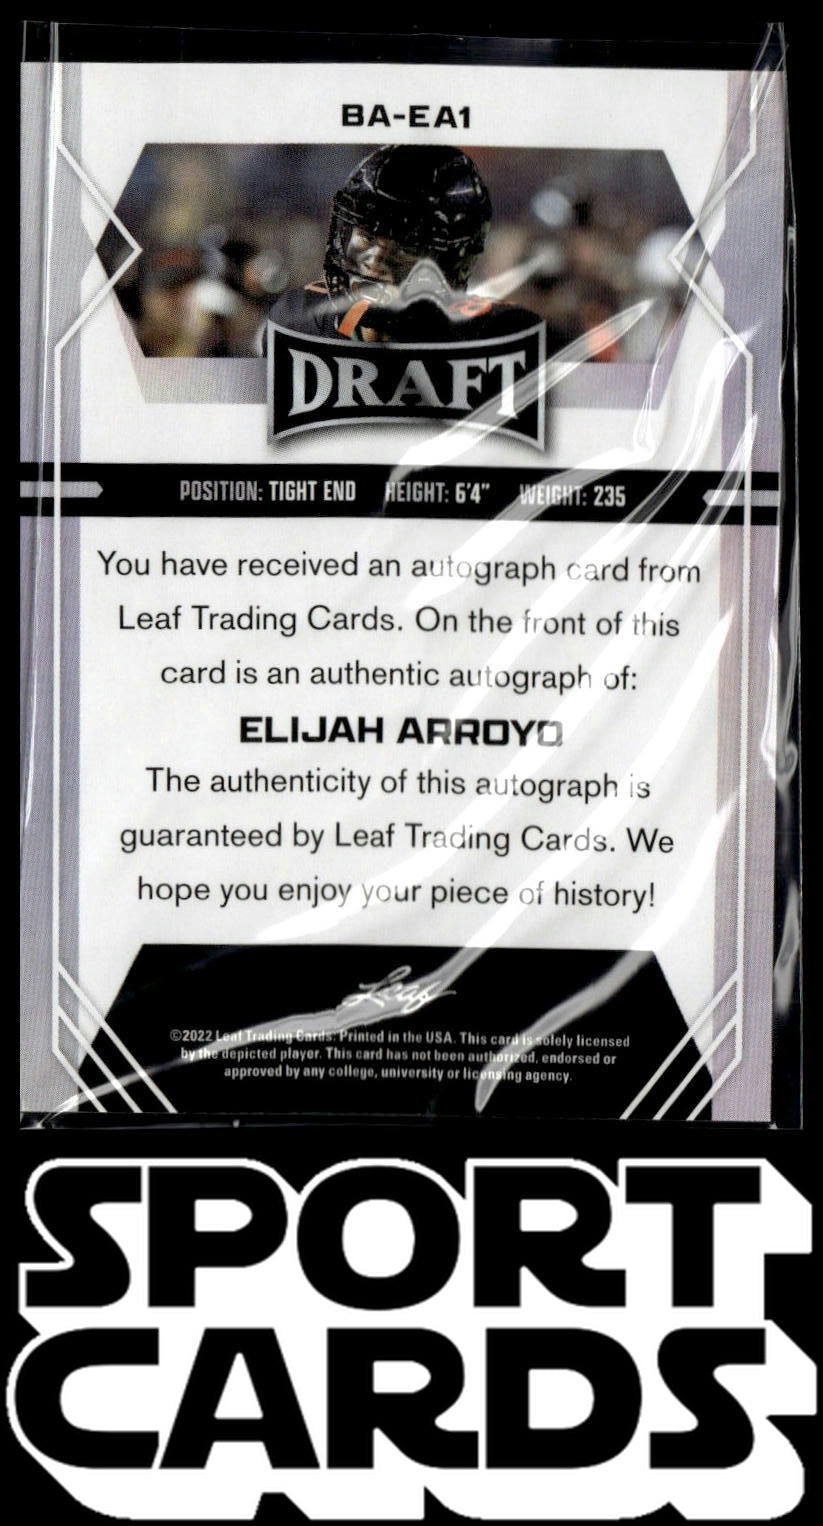 BA-EA1
DRAFT
POSITION: TIGHT END HEIGHT: 6'4" WEIGHT: 235
You have received an autograph card from
Leaf Trading Cards. On the front of this
card is an authentic autograph of:
ELIJAH ARROYO
The authenticity of this autograph is
guaranteed by Leaf Trading Cards. We
hope you enjoy your piece of history!
Leaf
©2022 Leaf Trading Cards. Printed in the USA. This card is solely licensed
by the depicted player. This card has not been authorized, endorsed or
approved by any college, university or licensing agency.
SPORT
CARDS